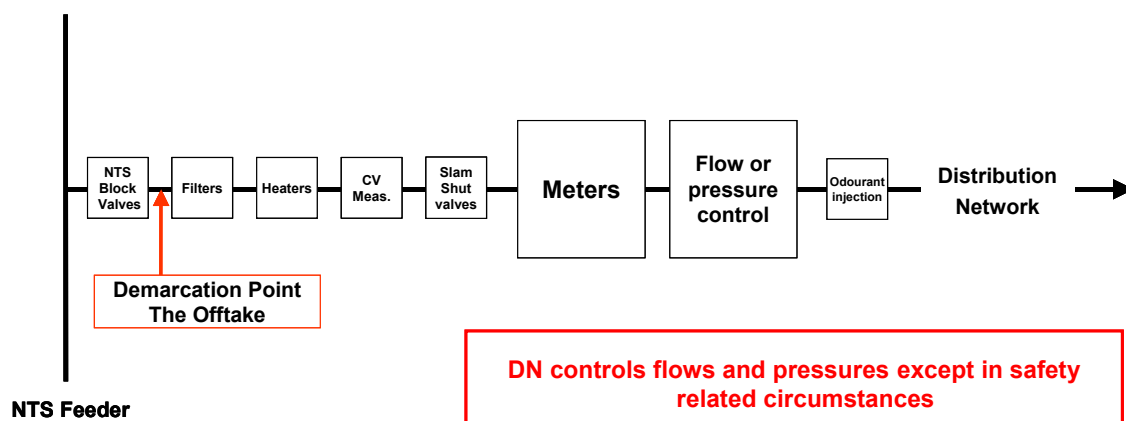 NTS
Block
Valves
Filters
Heaters
CV
Meas.
Slam
Shut
valves
Meters
Flow or
pressure
control
Odourant
injection
Distribution
Network
Demarcation Point
The Offtake
DN controls flows and pressures except in safety
related circumstances
NTS Feeder